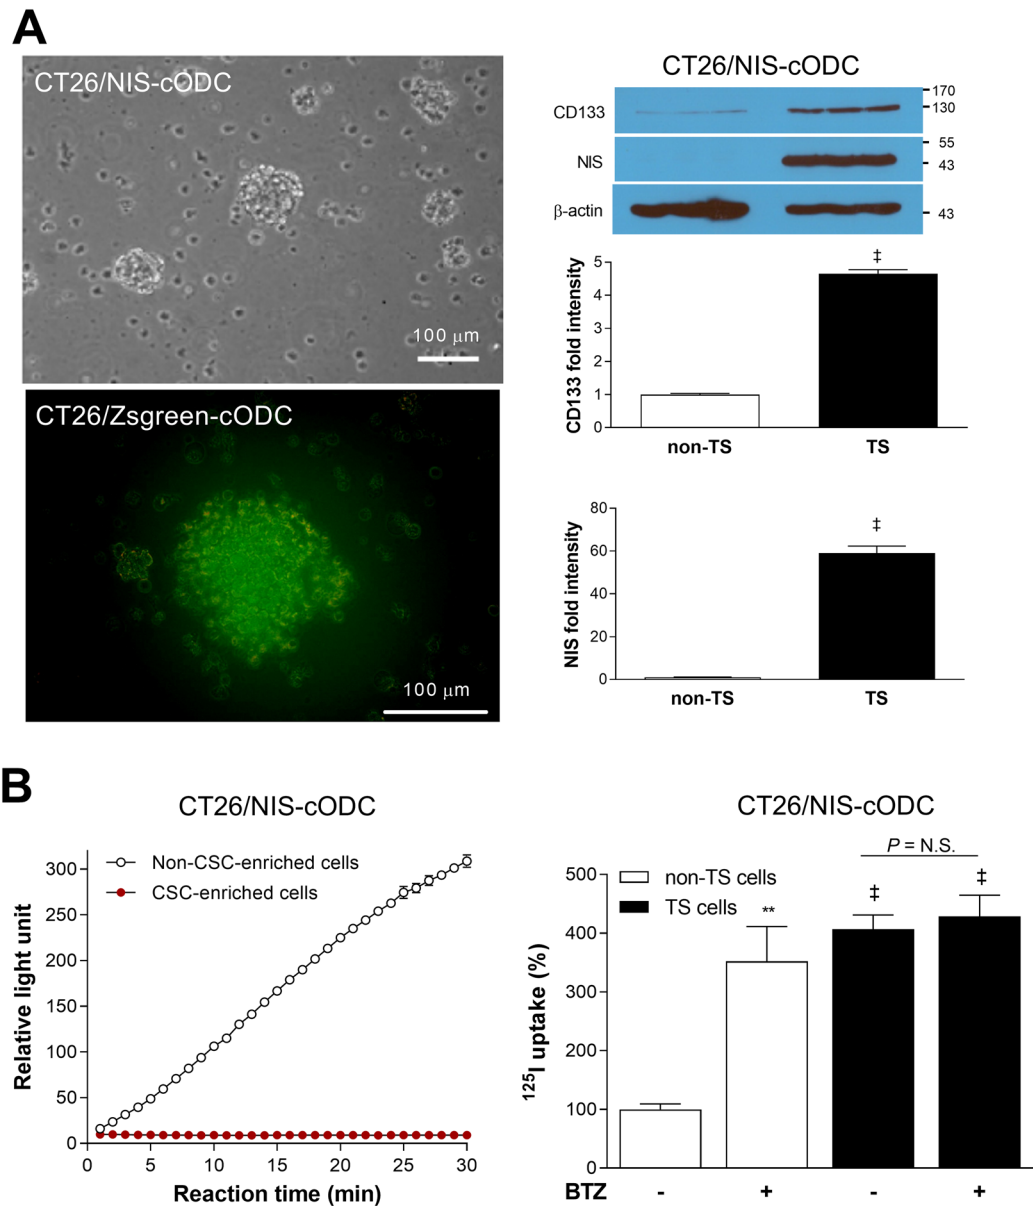 A
CT26/NIS-cODC
100 μm
CT26/Zsgreen-cODC
100 μm
CT26/NIS-cODC
CD133
170
130
NIS
55
43
β-actin
43
CD133 fold intensity
5
4
3
2
1
0
‡
non-TS
TS
NIS fold intensity
80
60
40
20
0
‡
non-TS
TS
B
CT26/NIS-cODC
Non-CSC-enriched cells
CSC-enriched cells
Relative light unit
300
250
200
150
100
50
0
0 5 10 15 20 25 30
Reaction time (min)
CT26/NIS-cODC
P = N.S.
non-TS cells
TS cells
** ‡ ‡
125I uptake (%)
500
400
300
200
100
0
BTZ - + - +